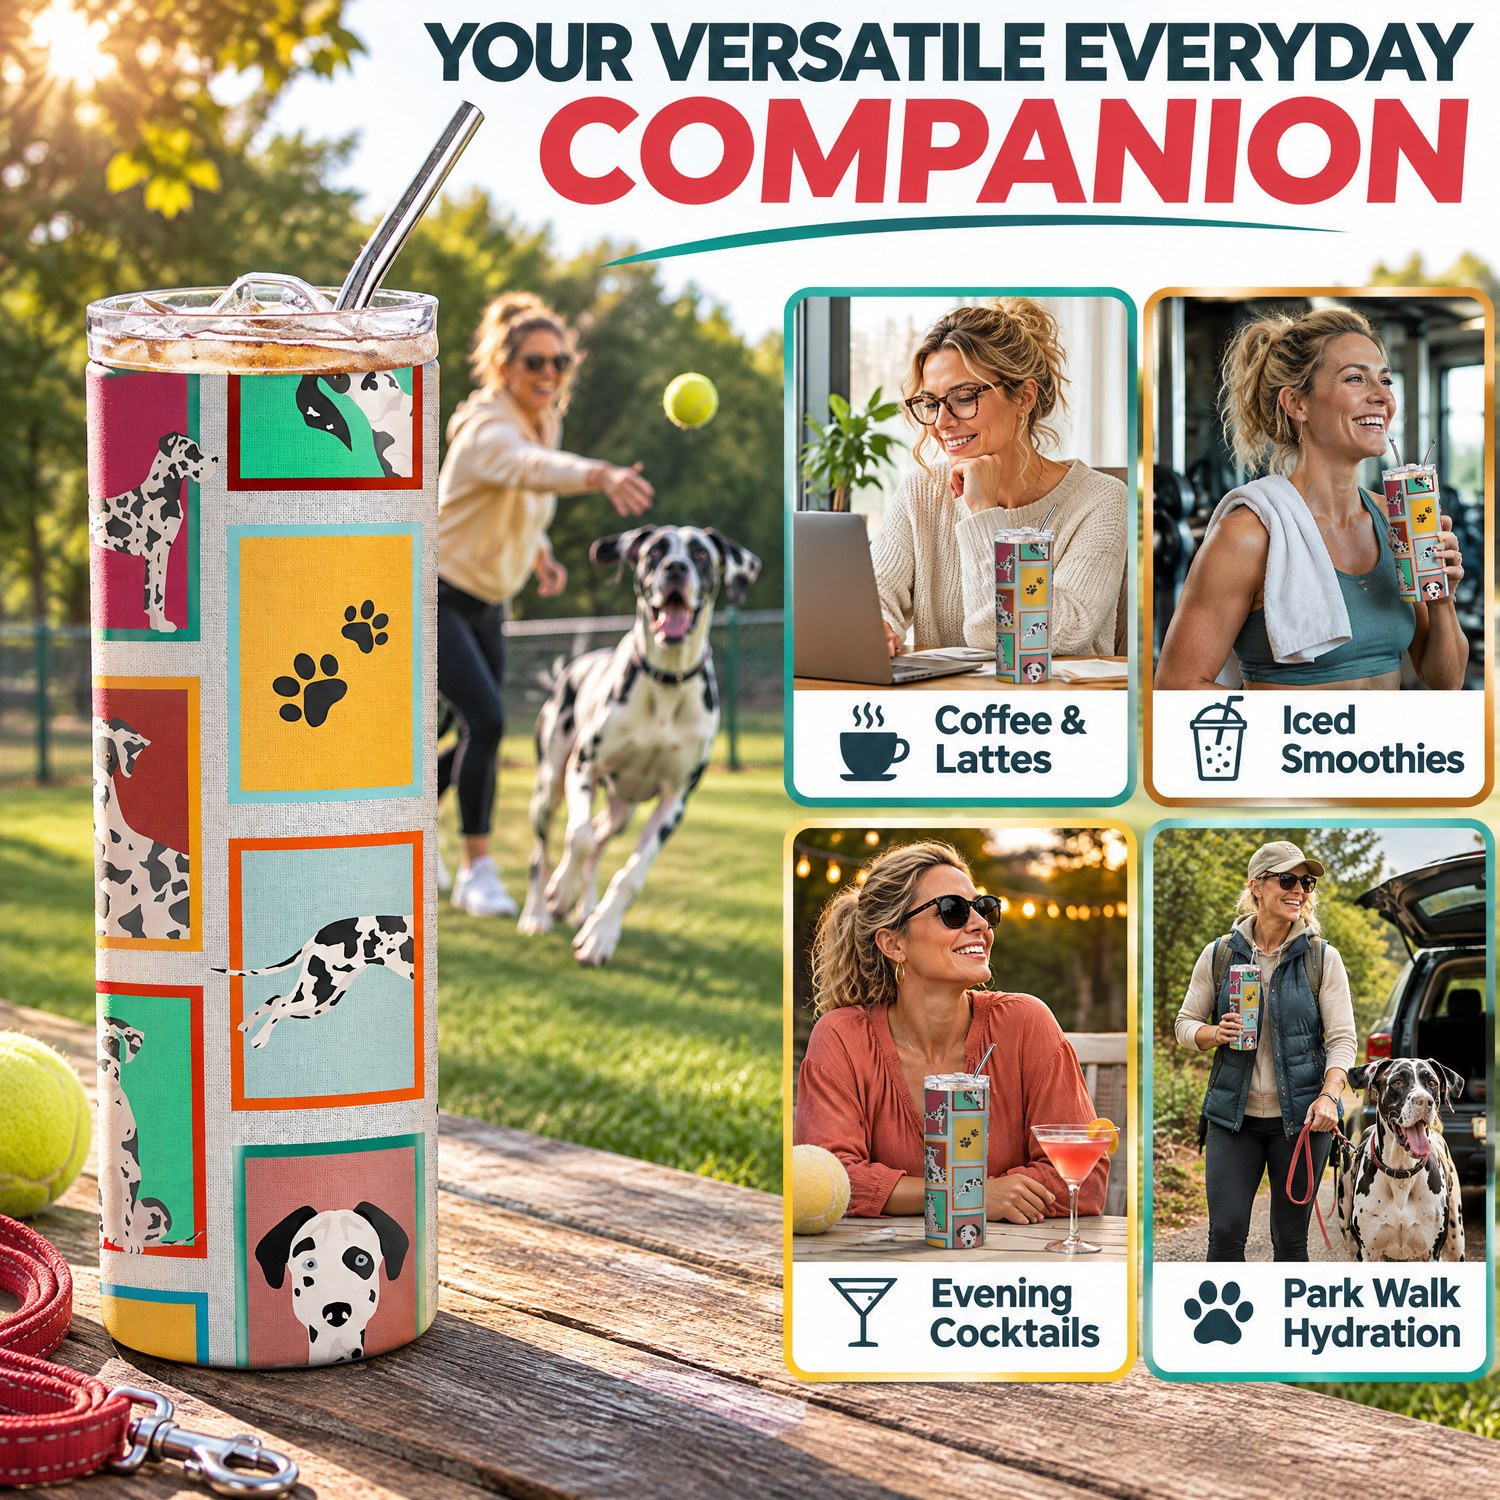 YOUR VERSATILE EVERYDAY
COMPANION
Coffee &
Lattes
Iced
Smoothies
Evening
Cocktails
Park Walk
Hydration